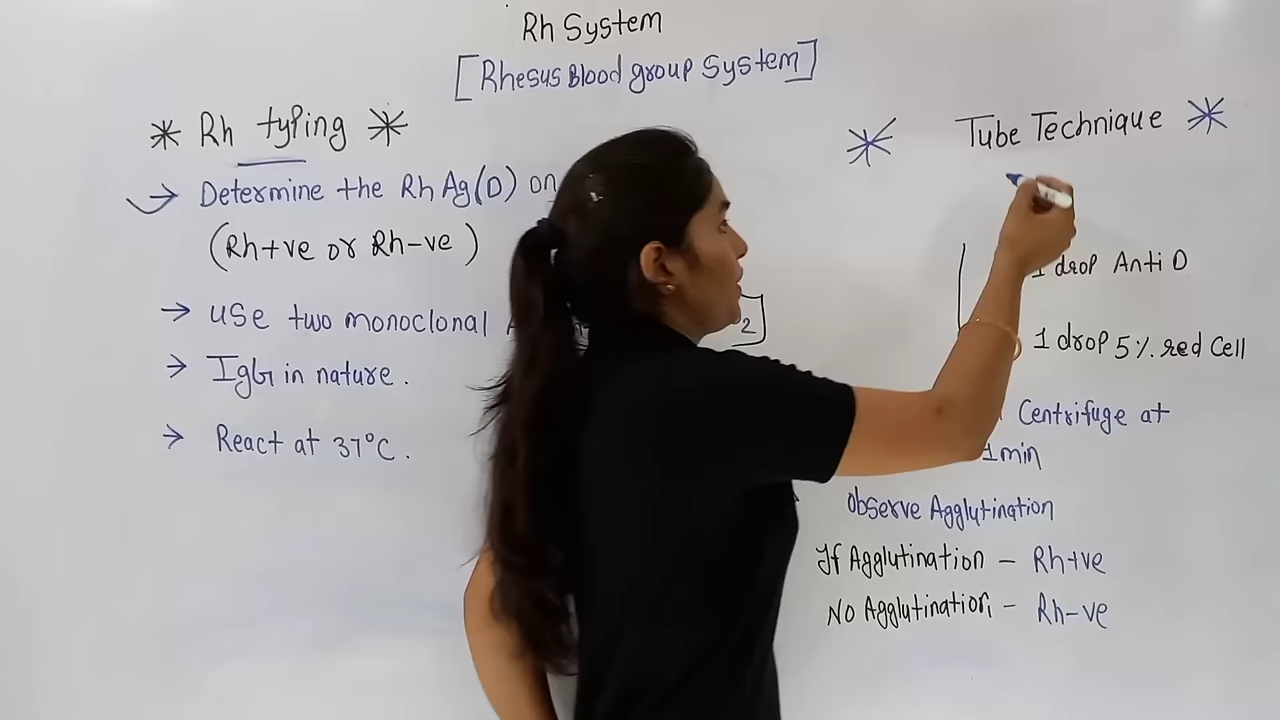 Rh System
[Rhesus Blood group System]
* Rh typing *
→ Determine the Rh Ag(D) on
(Rh+ve or Rh-ve)
→ use two monoclonal
2]
→ IgG in nature.
→ React at 37°C.
* Tube Technique *
1 drop Anti D
1 drop 5% red cell
Centrifuge at
1min
Observe Agglutination
If Agglutination - Rh+ve
No Agglutination - Rh-ve